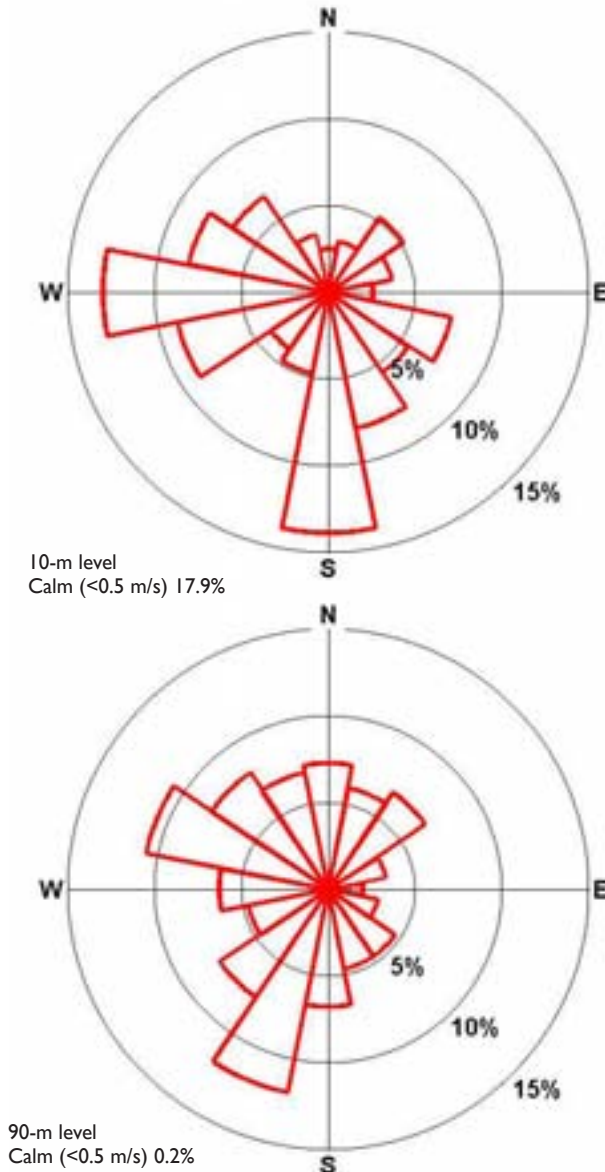 N
W
E
5%
10%
15%
S
10-m level
Calm (<0.5 m/s) 17.9%
N
W
E
5%
10%
15%
S
90-m level
Calm (<0.5 m/s) 0.2%